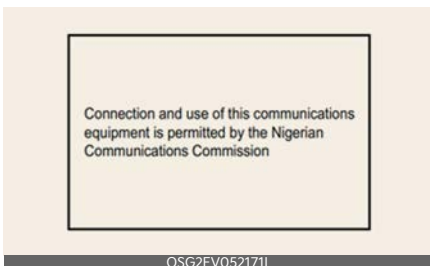 Connection and use of this communications
equipment is permitted by the Nigerian
Communications Commission
OSG2EV052171L